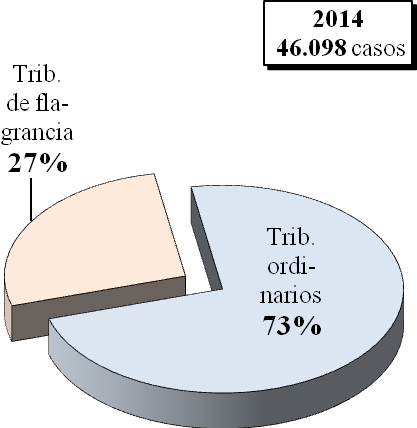 2014
46.098 casos
Trib.
de fla-
grancia
27%
Trib.
ordi-
narios
73%